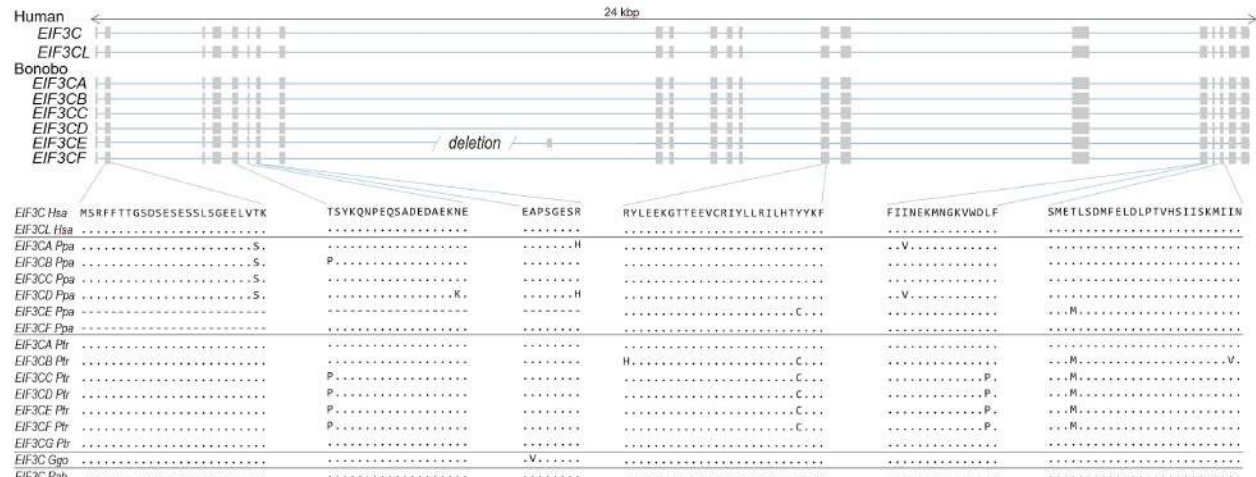 Human
24 kbp
EIF3C
EIF3CL
Bonobo
EIF3CA
EIF3CB
EIF3CC
EIF3CD
EIF3CE deletion
EIF3CF
EIF3C Hsa MSRFFTTGSDSESESSLSGEELVTK TSYKQNPEQSADEDAEKNE EAPSGESR RYLEEKGTTEEVCRIYLLRILHTYYKF FIINEKMNGKVWDLF SMETLSDMFELDLPTVHSIISKMIIN
EIF3CL Hsa ......................... ................... ........ ........................... ............... ..........................
EIF3CA Ppa .......................S. ................... .......H ........................... ..V............ ..........................
EIF3CB Ppa .......................S. P.................. ........ ........................... ............... ..........................
EIF3CC Ppa .......................S. ................... ........ ........................... ............... ..........................
EIF3CD Ppa .......................S. .................K. .......H ........................... ..V............ ..........................
EIF3CE Ppa ------------------------- ------------------- -------- .......................C... ............... ...M......................
EIF3CF Ppa ......................... ................... ........ ........................... ............... ..........................
EIF3CA Ptr ......................... ................... ........ ........................... ............... ..........................
EIF3CB Ptr ......................... ................... ........ H......................C... ............... ...M....................V.
EIF3CC Ptr ......................... P.................. ........ .......................C... .............P. ...M......................
EIF3CD Ptr ......................... P.................. ........ .......................C... .............P. ...M......................
EIF3CE Ptr ......................... P.................. ........ .......................C... .............P. ...M......................
EIF3CF Ptr ......................... P.................. ........ .......................C... .............P. ...M......................
EIF3CG Ptr ......................... ................... ........ ........................... ............... ..........................
EIF3C Ggo ......................... ................... .V...... ........................... ............... ..........................
EIF3C Pab ......................... ................... ........ ........................... ............... ..........................